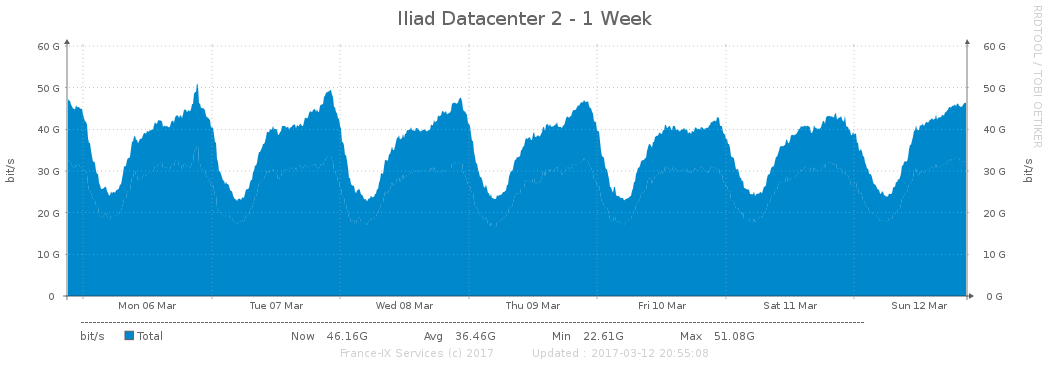 Iliad Datacenter 2 - 1 Week
RRDTOOL / TOBI OETIKER
bit/s
60 G
50 G
40 G
30 G
20 G
10 G
0
60 G
50 G
40 G
30 G
20 G
10 G
0 G
bit/s
Mon 06 Mar Tue 07 Mar Wed 08 Mar Thu 09 Mar Fri 10 Mar Sat 11 Mar Sun 12 Mar
bit/s Total Now 46.16G Avg 36.46G Min 22.61G Max 51.08G
France-IX Services (c) 2017 Updated : 2017-03-12 20:55:08